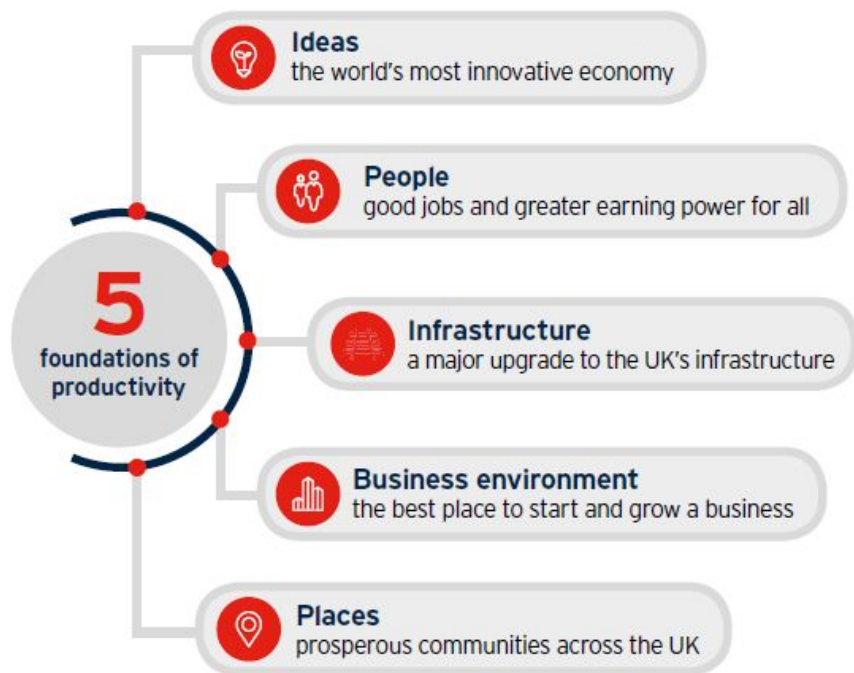 Ideas
the world's most innovative economy
People
good jobs and greater earning power for all
5
foundations of
productivity
Infrastructure
a major upgrade to the UK's infrastructure
Business environment
the best place to start and grow a business
Places
prosperous communities across the UK